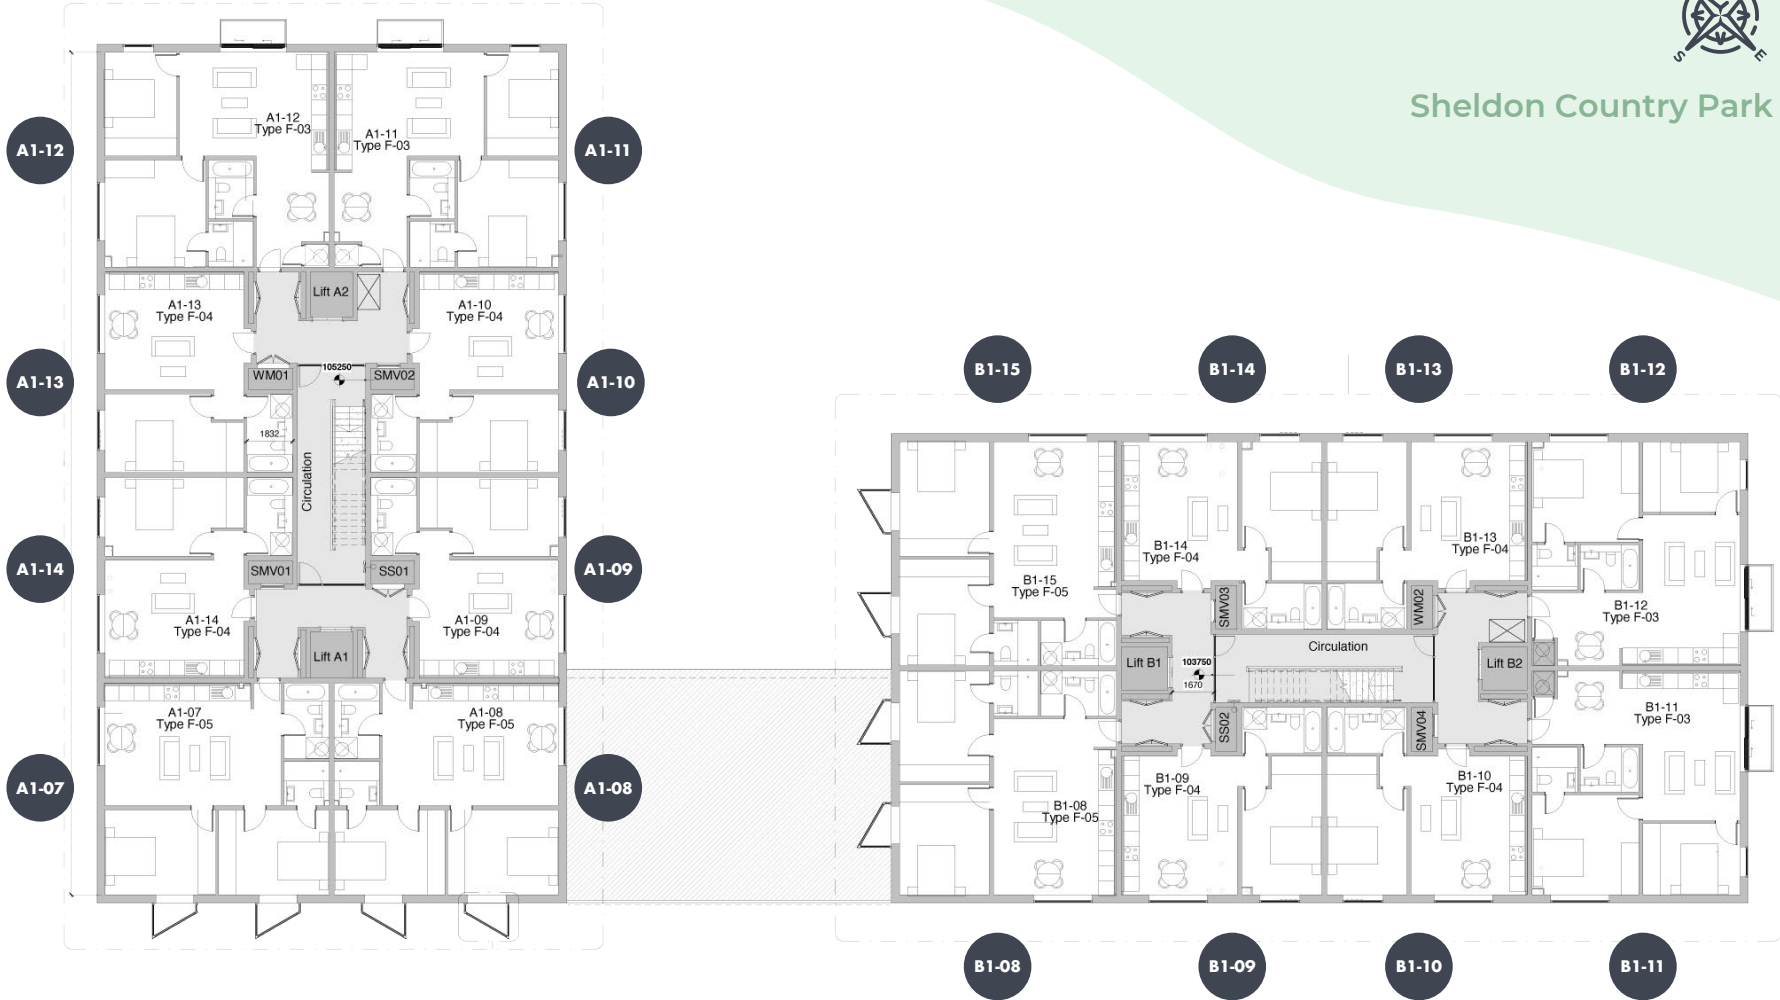 S
E
Sheldon Country Park
A1-12
A1-12
Type F-03
A1-11
Type F-03
A1-11
A1-13
A1-13
Type F-04
Lift A2
A1-10
Type F-04
A1-10
WM01
105250
SMV02
1832
Circulation
A1-14
SMV01
SS01
A1-09
A1-14
Type F-04
Lift A1
A1-09
Type F-04
A1-07
A1-07
Type F-05
A1-08
Type F-05
A1-08
B1-15
B1-14
B1-13
B1-12
B1-15
Type F-05
B1-14
Type F-04
B1-13
Type F-04
B1-12
Type F-03
SMV03
WM02
Circulation
Lift B1
103750
1670
Lift B2
SS02
SMV04
B1-08
Type F-05
B1-09
Type F-04
B1-10
Type F-04
B1-11
Type F-03
B1-08
B1-09
B1-10
B1-11